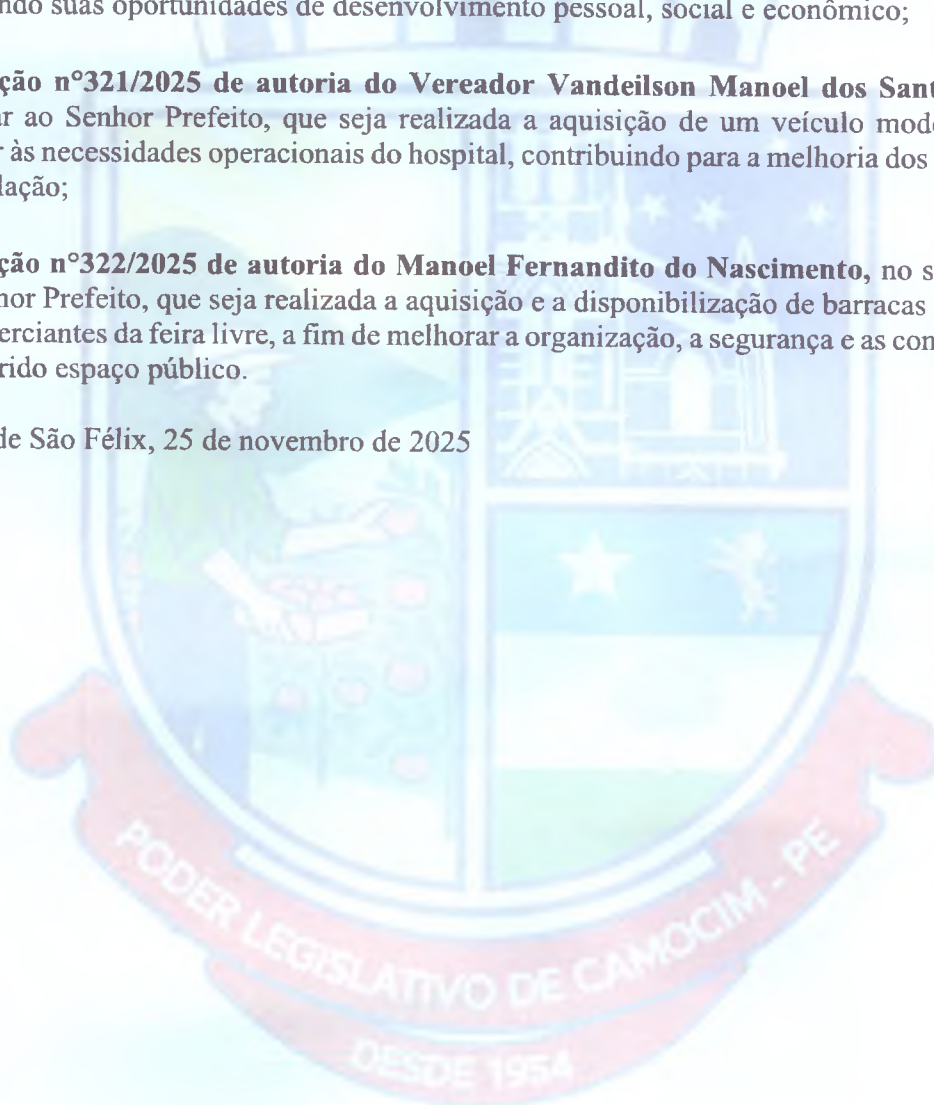 ndo suas oportunidades de desenvolvimento pessoal, social e econômico;
ção n°321/2025 de autoria do Vereador Vandeilson Manoel dos Sant
ar ao Senhor Prefeito, que seja realizada a aquisição de um veículo mod
r às necessidades operacionais do hospital, contribuindo para a melhoria dos
lação;
ção n°322/2025 de autoria do Manoel Fernandito do Nascimento, no s
hor Prefeito, que seja realizada a aquisição e a disponibilização de barracas
erciantes da feira livre, a fim de melhorar a organização, a segurança e as con
rido espaço público.
de São Félix, 25 de novembro de 2025
PODER LEGISLATIVO DE CAMOCIM - PE
DESDE 1954